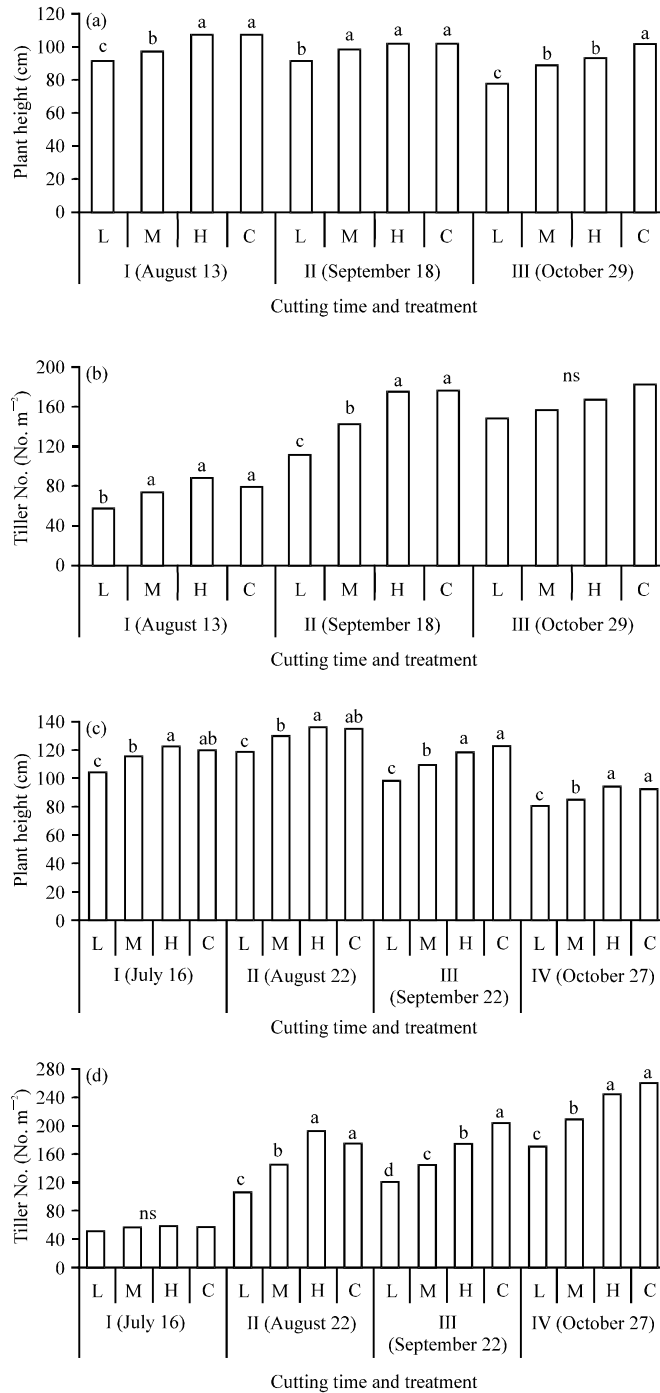 (a)
Plant height (cm)
120
100
80
60
40
20
0
c b a a b a a a c b b a
L M H C L M H C L M H C
I (August 13) II (September 18) III (October 29)
Cutting time and treatment
(b)
Tiller No. (No. m⁻²)
200
160
120
80
40
0
b a a a c b a a ns
L M H C L M H C L M H C
I (August 13) II (September 18) III (October 29)
Cutting time and treatment
(c)
Plant height (cm)
140
120
100
80
60
40
20
0
c b a ab c b a ab c b a a c b a a
L M H C L M H C L M H C L M H C
I (July 16) II (August 22) III IV (October 27)
(September 22)
Cutting time and treatment
(d)
Tiller No. (No. m⁻²)
280
240
200
160
120
80
40
0
ns c b a a d c b a c b a a
L M H C L M H C L M H C L M H C
I (July 16) II (August 22) III IV (October 27)
(September 22)
Cutting time and treatment